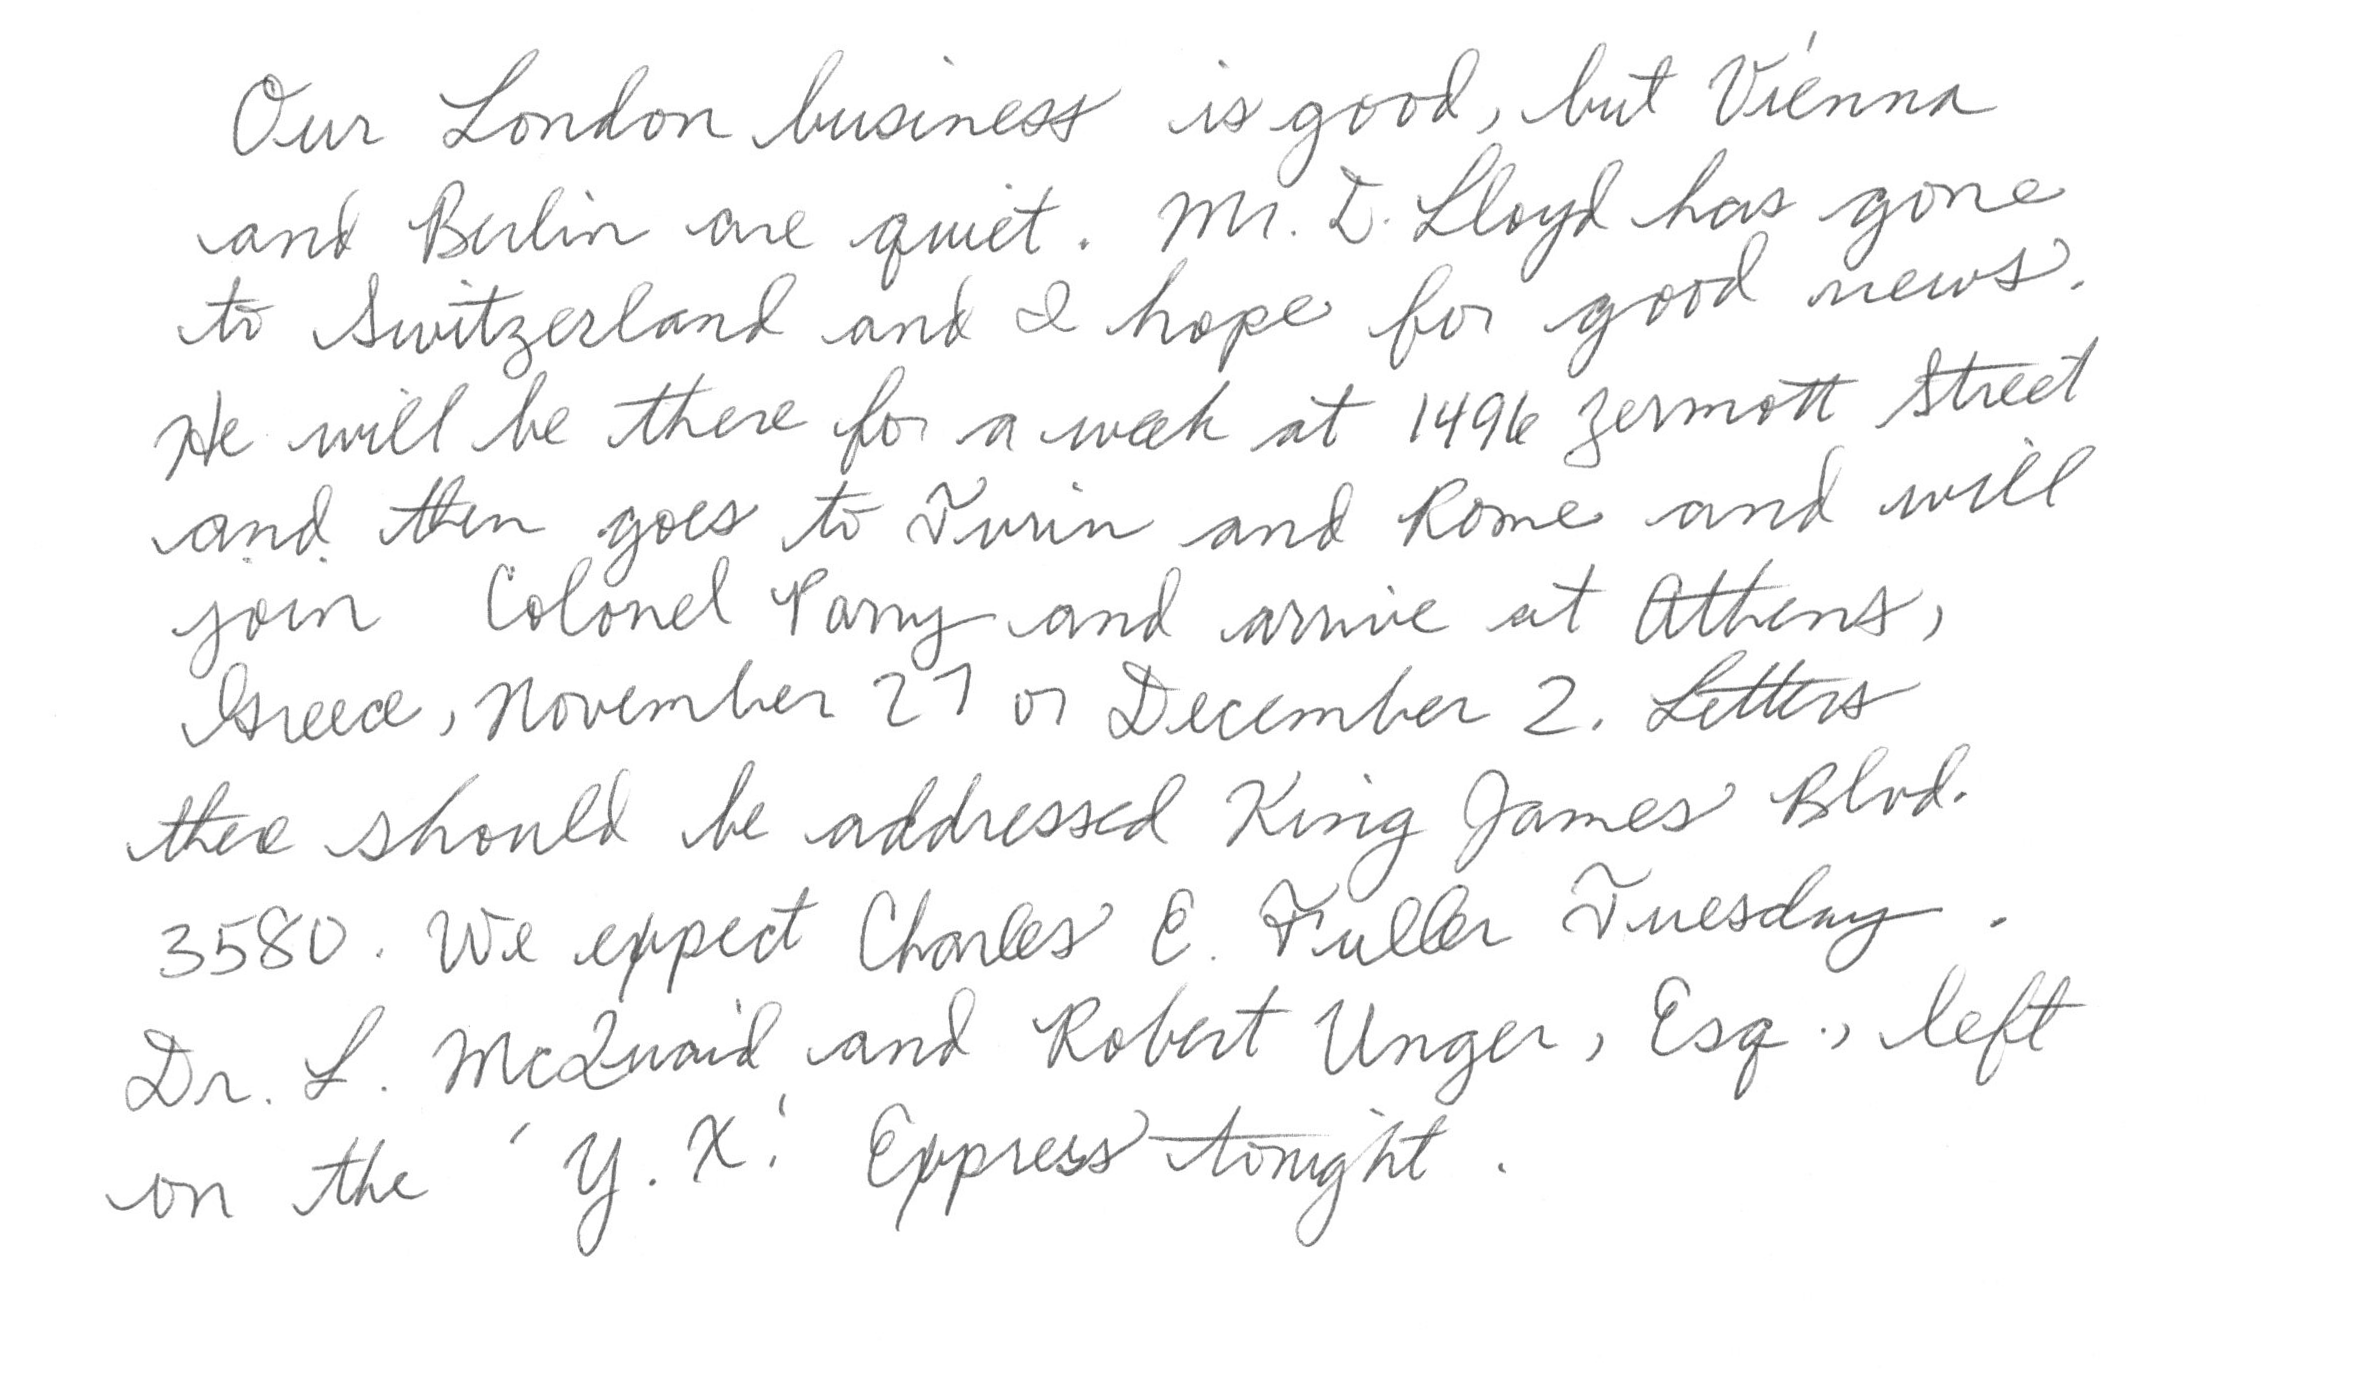 Our London business is good, but Vienna
and Berlin are quiet. Mr. D. Lloyd has gone
to Switzerland and I hope for good news.
He will be there for a week at 1496 Zermott Street
and then goes to Turin and Rome and will
join Colonel Parry and arrive at Athens,
Greece, November 27 or December 2. Letters
there should be addressed King James Blvd.
3580. We expect Charles E. Fuller Tuesday.
Dr. L. McQuaid and Robert Unger, Esq., left
on the 'Y. X.' Express tonight.